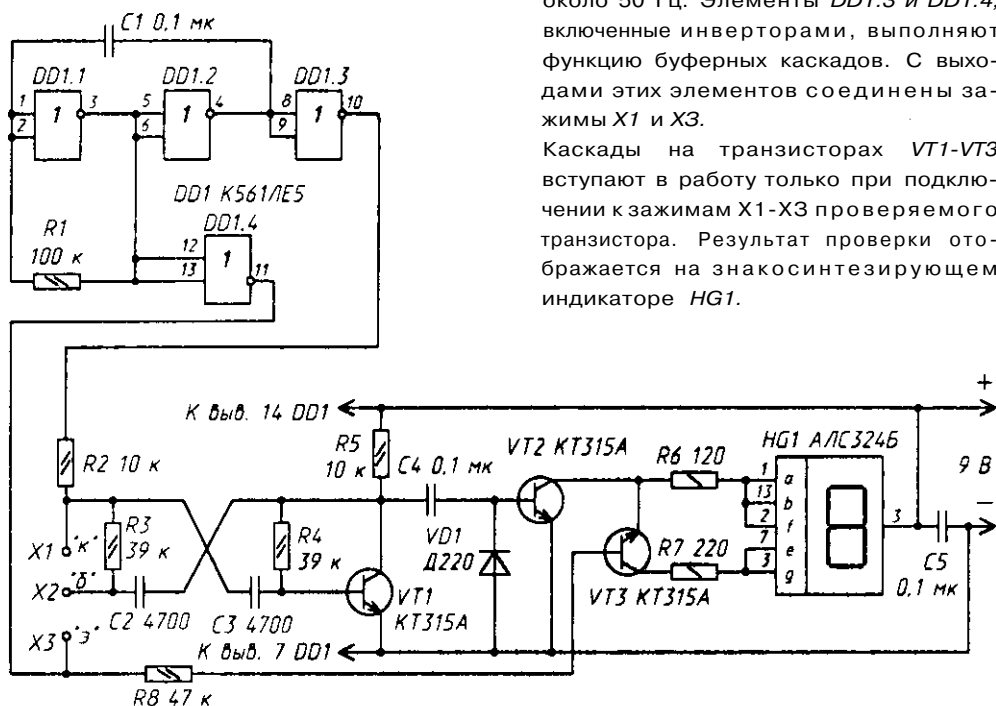 около 50 Гц. Элементы DD1.3 и DD1.4,
включенные инверторами, выполняют
функцию буферных каскадов. С выхо-
дами этих элементов соединены за-
жимы X1 и X3.
Каскады на транзисторах VT1-VT3
вступают в работу только при подклю-
чении к зажимам X1-X3 проверяемого
транзистора. Результат проверки ото-
бражается на знакосинтезирующем
индикаторе HG1.
C1 0,1 мк
DD1.1
DD1.2
DD1.3
1
2
1
3
5
6
1
4
8
9
1
10
DD1 К561ЛЕ5
DD1.4
R1
100 к
12
13
1
11
К выв. 14 DD1
+
9 В
−
R2 10 к
R5
10 к
C4 0,1 мк
VT2 КТ315А
R6 120
HG1 АЛС324Б
1
13
2
7
3
a
b
f
e
g
3
X1
"к"
R3
39 к
R4
39 к
VD1
Д220
R7 220
C5
0,1 мк
X2
"б"
C2 4700
C3 4700
VT1
КТ315А
VT3 КТ315А
X3
"э"
К выв. 7 DD1
R8 47 к